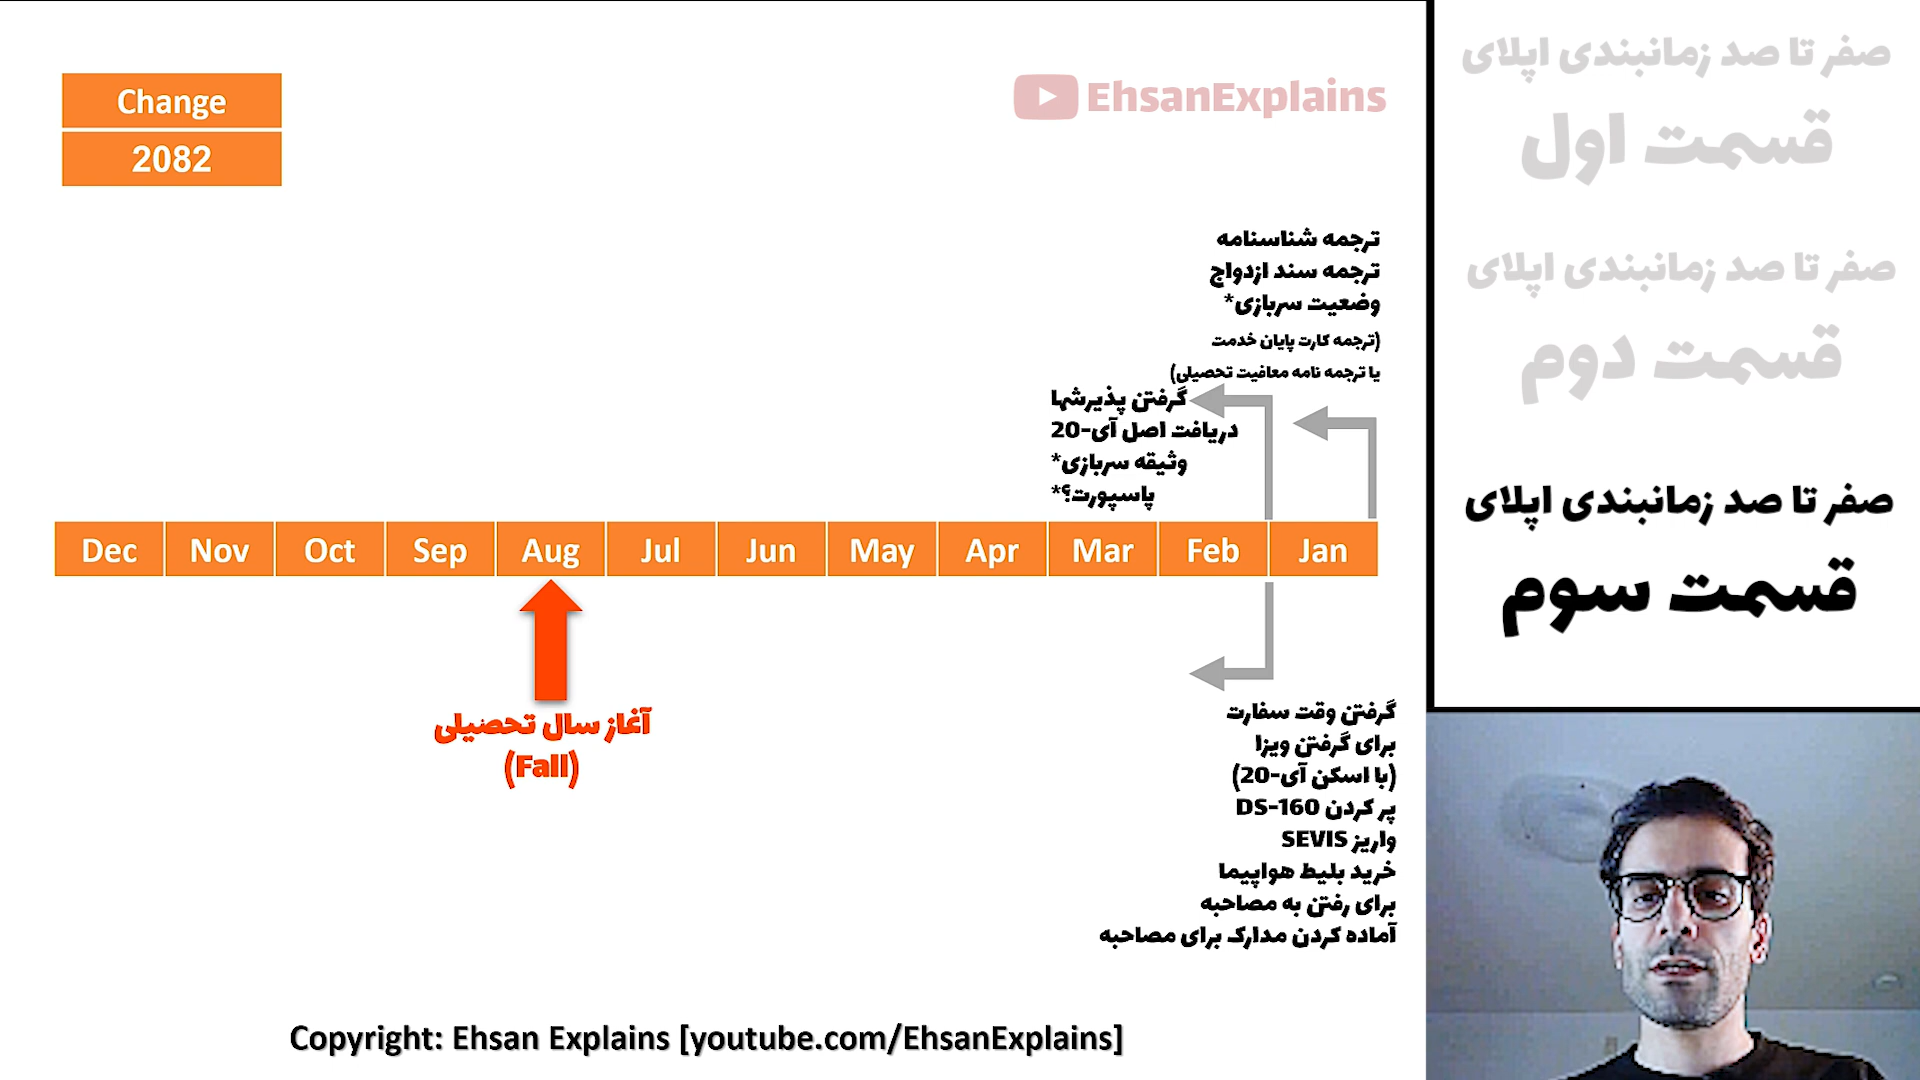 Change
2082
EhsanExplains
ترجمه شناسنامه
ترجمه سند ازدواج
وضعیت سربازی*
(ترجمه کارت پایان خدمت
یا ترجمه نامه معافیت تحصیلی)
گرفتن پذیرشها
دریافت اصل آی-20
وثیقه سربازی*
پاسپورت؟*
Dec Nov Oct Sep Aug Jul Jun May Apr Mar Feb Jan
آغاز سال تحصیلی
(Fall)
گرفتن وقت سفارت
برای گرفتن ویزا
(با اسکن آی-20)
پر کردن DS-160
واریز SEVIS
خرید بلیط هواپیما
برای رفتن به مصاحبه
آماده کردن مدارک برای مصاحبه
Copyright: Ehsan Explains [youtube.com/EhsanExplains]
صفر تا صد زمانبندی اپلای
قسمت اول
صفر تا صد زمانبندی اپلای
قسمت دوم
صفر تا صد زمانبندی اپلای
قسمت سوم